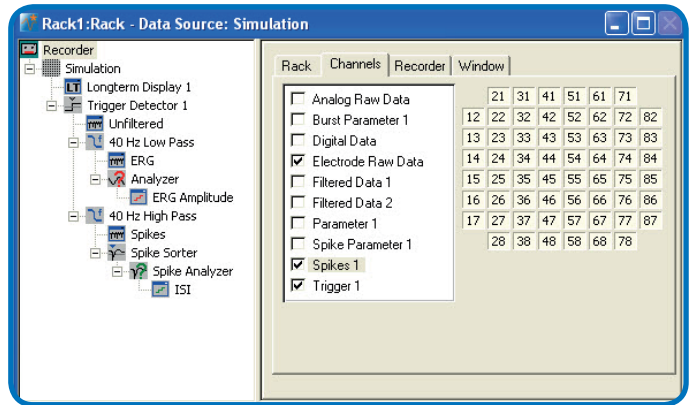 Rack1:Rack - Data Source: Simulation
Recorder
Simulation
LT Longterm Display 1
Trigger Detector 1
Unfiltered
40 Hz Low Pass
ERG
Analyzer
ERG Amplitude
40 Hz High Pass
Spikes
Spike Sorter
Spike Analyzer
ISI
Rack Channels Recorder Window
Analog Raw Data
Burst Parameter 1
Digital Data
Electrode Raw Data
Filtered Data 1
Filtered Data 2
Parameter 1
Spike Parameter 1
Spikes 1
Trigger 1
21 31 41 51 61 71
12 22 32 42 52 62 72 82
13 23 33 43 53 63 73 83
14 24 34 44 54 64 74 84
15 25 35 45 55 65 75 85
16 26 36 46 56 66 76 86
17 27 37 47 57 67 77 87
28 38 48 58 68 78